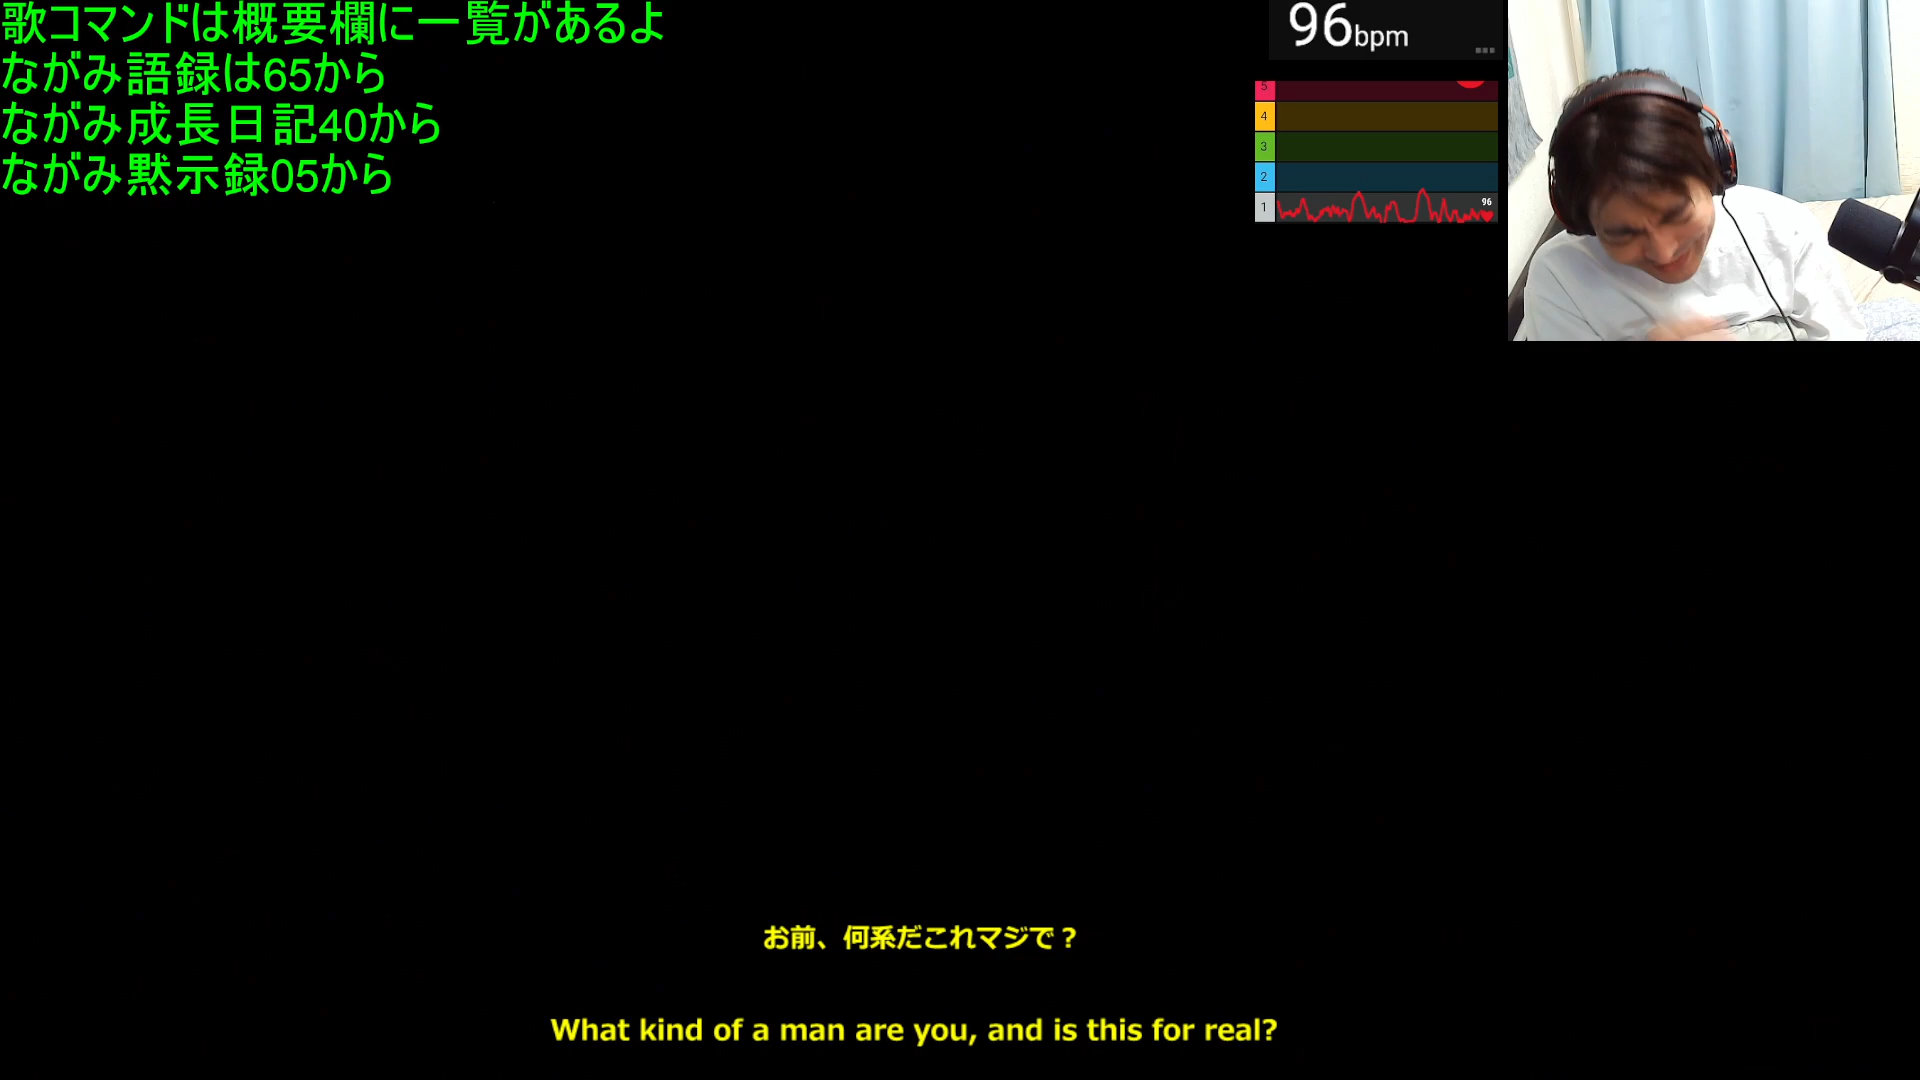 歌コマンドは概要欄に一覧があるよ
ながみ語録は65から
ながみ成長日記40から
ながみ黙示録05から
96bpm
5
4
3
2
1
96
お前、何系だこれマジで？
What kind of a man are you, and is this for real?